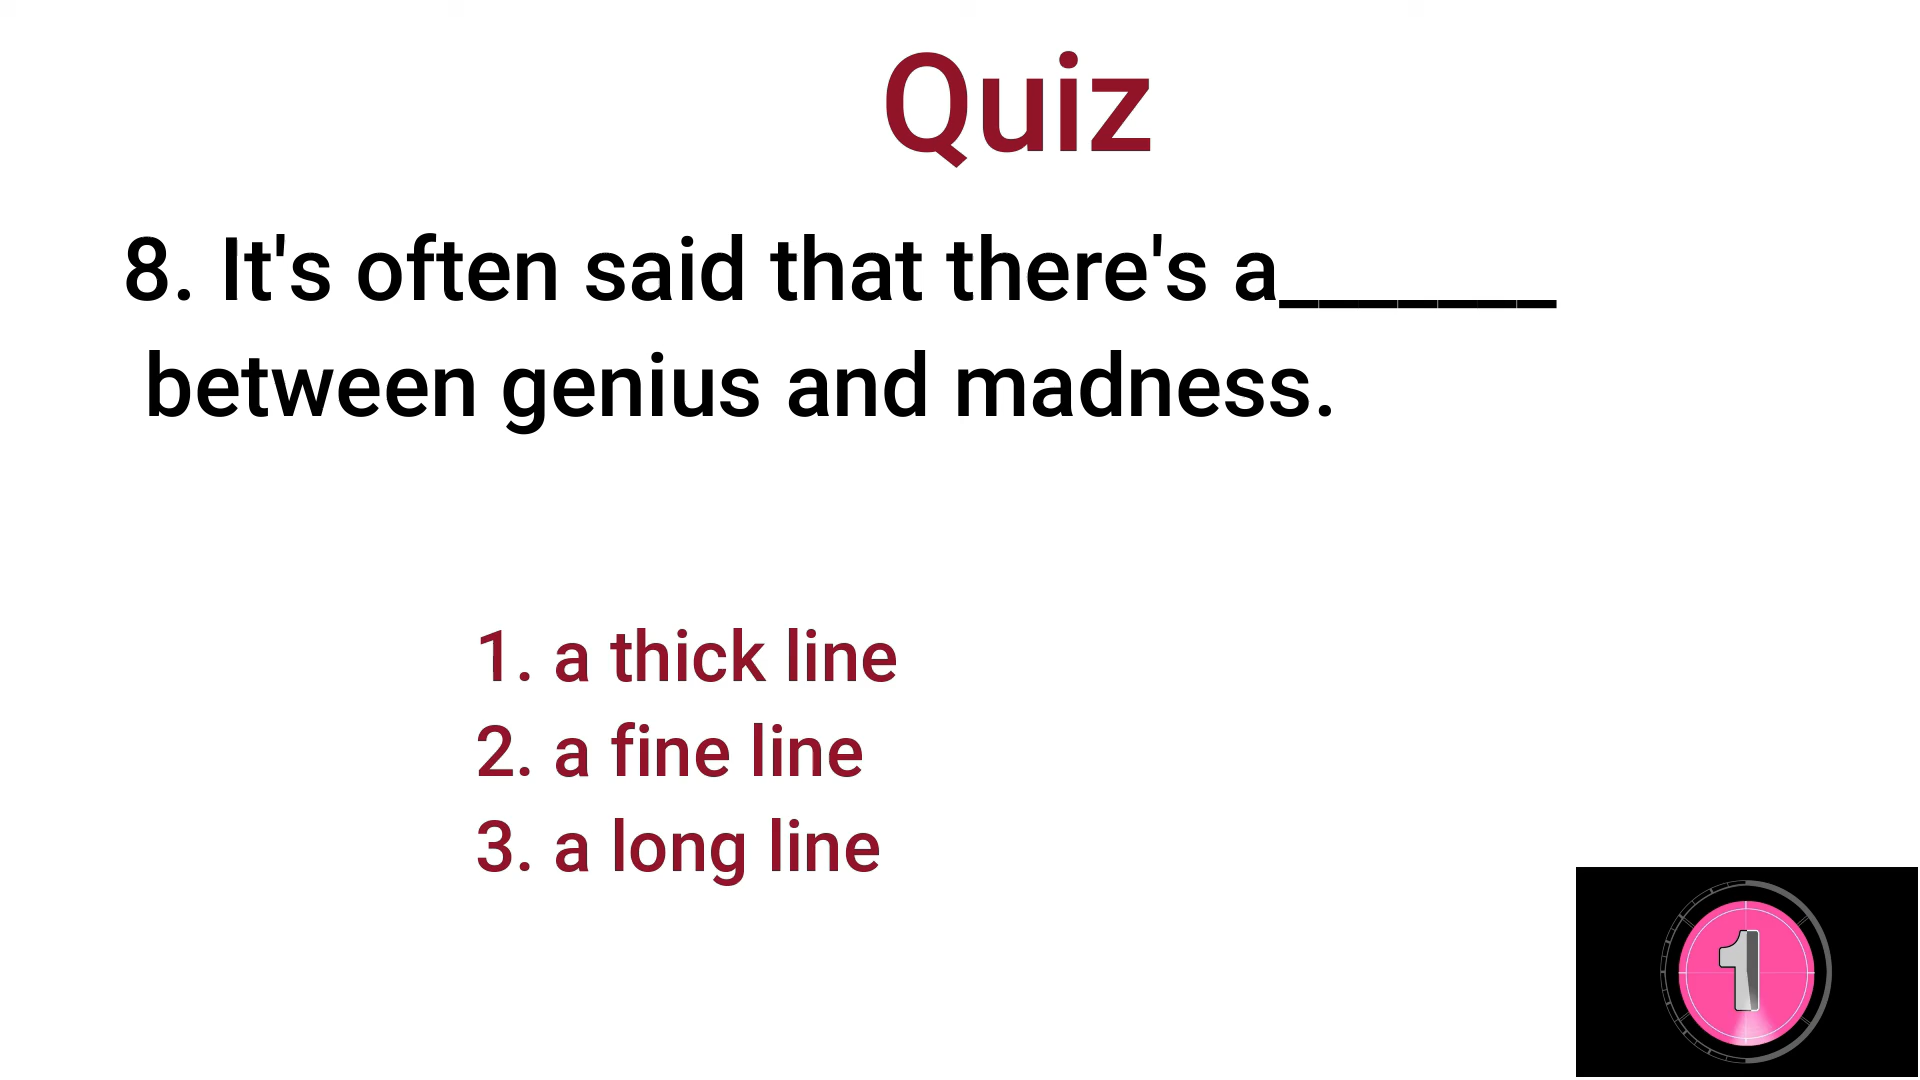 Quiz
8. It's often said that there's a_______
between genius and madness.
1. a thick line
2. a fine line
3. a long line
1